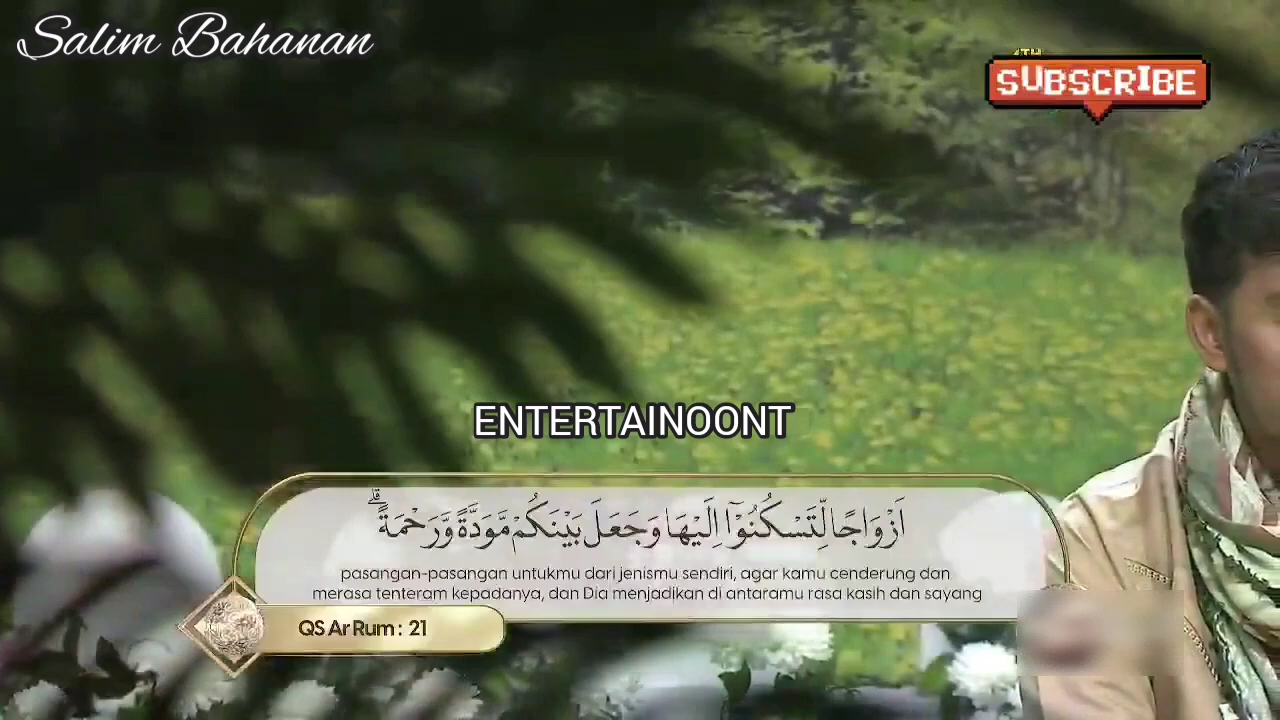 Salim Bahanan
SUBSCRIBE
ENTERTAINOONT
اَزْوَاجًا لِّتَسْكُنُوْٓا اِلَيْهَا وَجَعَلَ بَيْنَكُمْ مَّوَدَّةً وَّرَحْمَةً ۗ
pasangan-pasangan untukmu dari jenismu sendiri, agar kamu cenderung dan
merasa tenteram kepadanya, dan Dia menjadikan di antaramu rasa kasih dan sayang
QS Ar Rum : 21